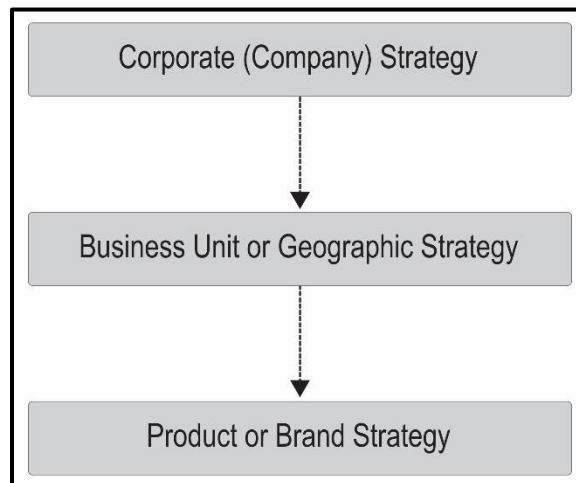 Corporate (Company) Strategy
Business Unit or Geographic Strategy
Product or Brand Strategy